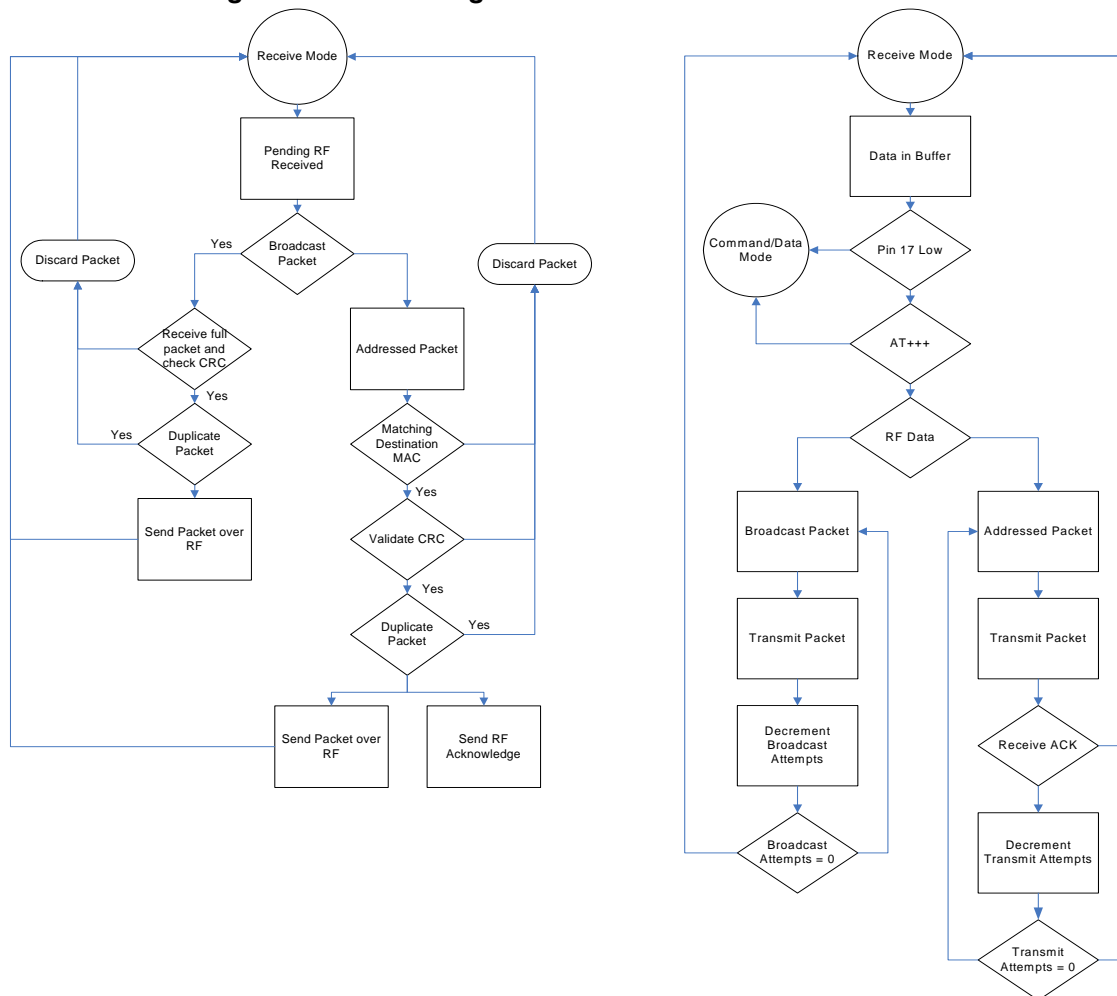 Receive Mode
Pending RF
Received
Yes
Broadcast
Packet
Discard Packet
Discard Packet
Receive full
packet and
check CRC
Addressed Packet
Yes
Yes
Duplicate
Packet
Matching
Destination
MAC
Yes
Send Packet over
RF
Validate CRC
Yes
Duplicate
Packet
Yes
Send Packet over
RF
Send RF
Acknowledge
Receive Mode
Data in Buffer
Command/Data
Mode
Pin 17 Low
AT+++
RF Data
Broadcast Packet
Addressed Packet
Transmit Packet
Transmit Packet
Decrement
Broadcast
Attempts
Receive ACK
Broadcast
Attempts = 0
Decrement
Transmit Attempts
Transmit
Attempts = 0